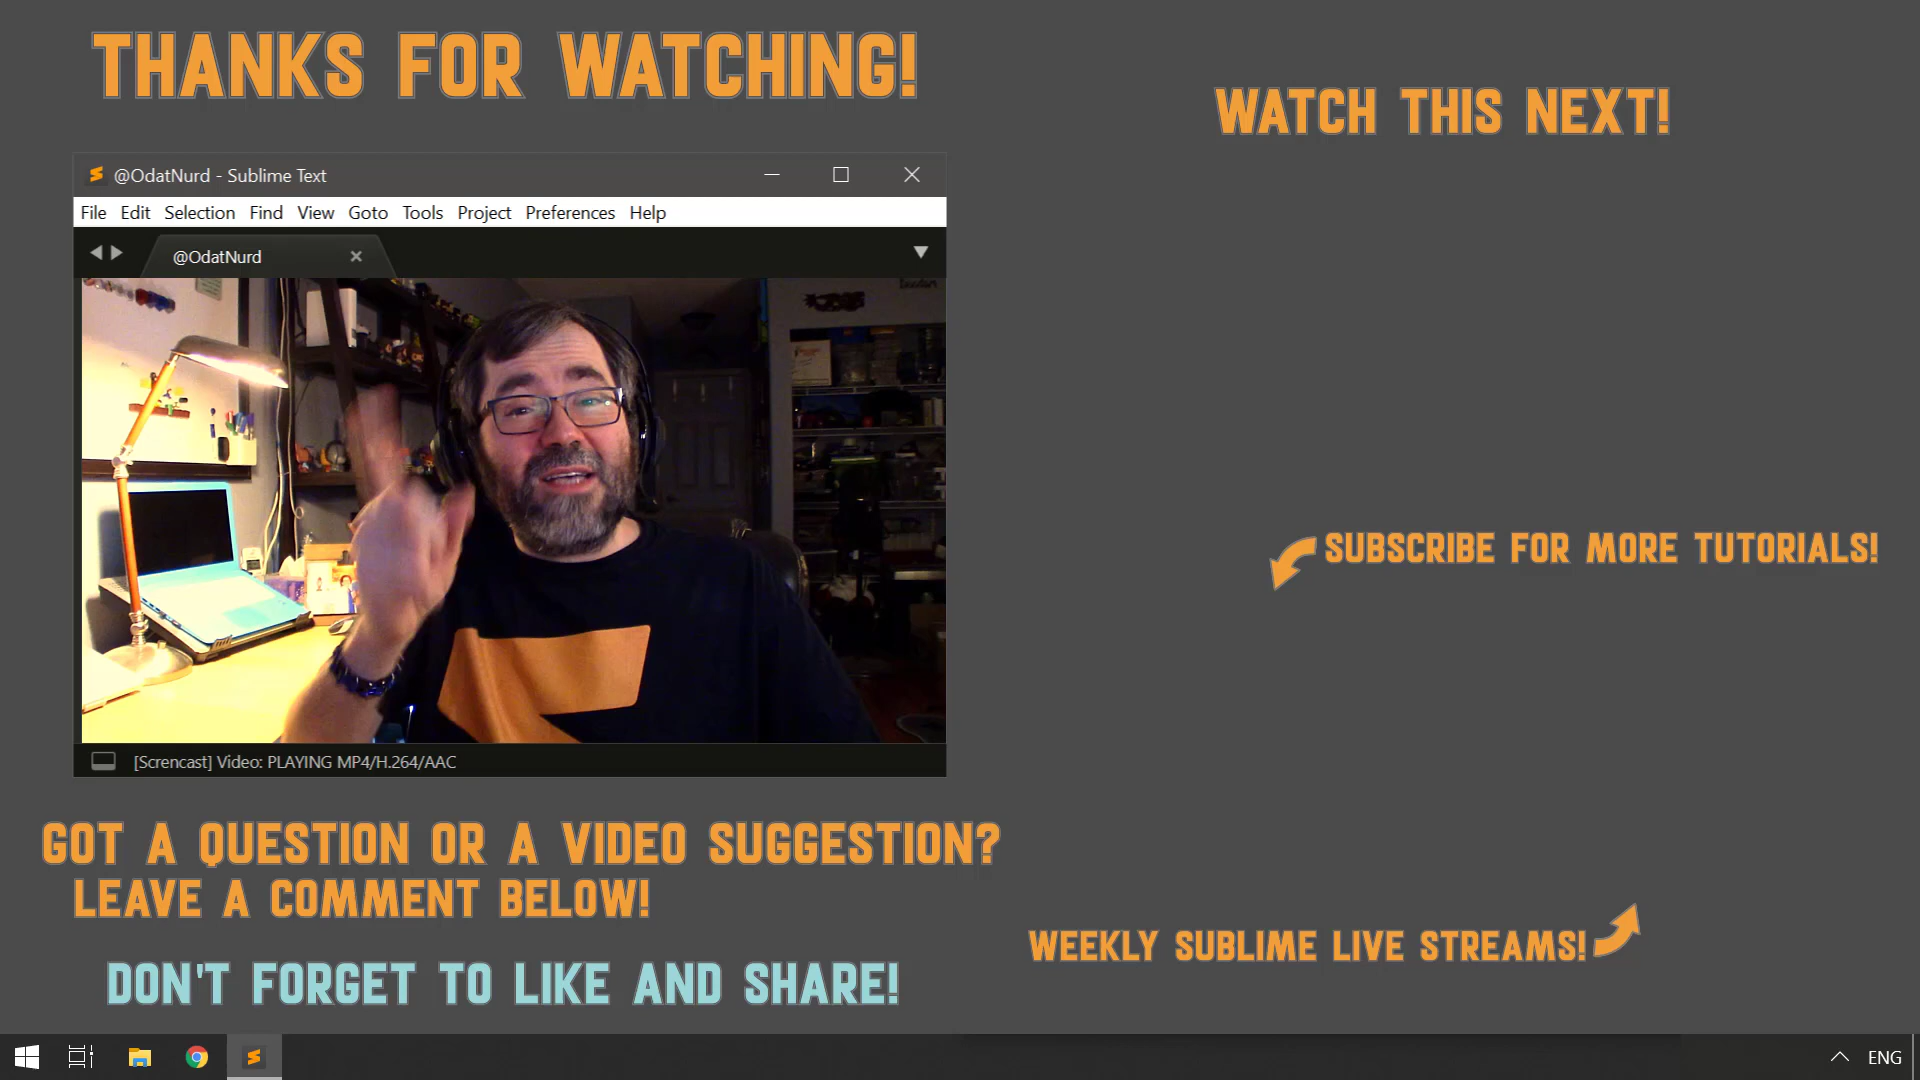 THANKS FOR WATCHING!
WATCH THIS NEXT!
@OdatNurd - Sublime Text
File Edit Selection Find View Goto Tools Project Preferences Help
@OdatNurd
SUBSCRIBE FOR MORE TUTORIALS!
[Screncast] Video: PLAYING MP4/H.264/AAC
GOT A QUESTION OR A VIDEO SUGGESTION?
LEAVE A COMMENT BELOW!
WEEKLY SUBLIME LIVE STREAMS!
DON'T FORGET TO LIKE AND SHARE!
ENG